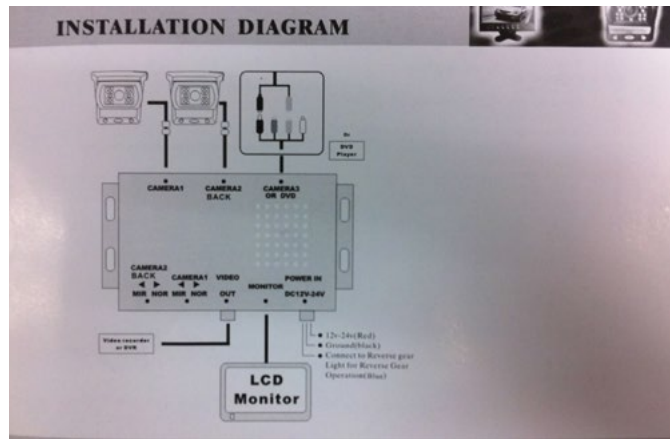 INSTALLATION DIAGRAM
In
DVD
Player
CAMERA1
CAMERA2
BACK
CAMERA3
OR DVD
CAMERA2
BACK
MIR NOR
CAMERA1
MIR NOR
VIDEO
OUT
MONITOR
POWER IN
DC12V-24V
Video recorder
or DVR
12v-24v(Red)
Ground(black)
Connect to Reverse gear
Light for Reverse Gear
Operation(Blue)
LCD
Monitor